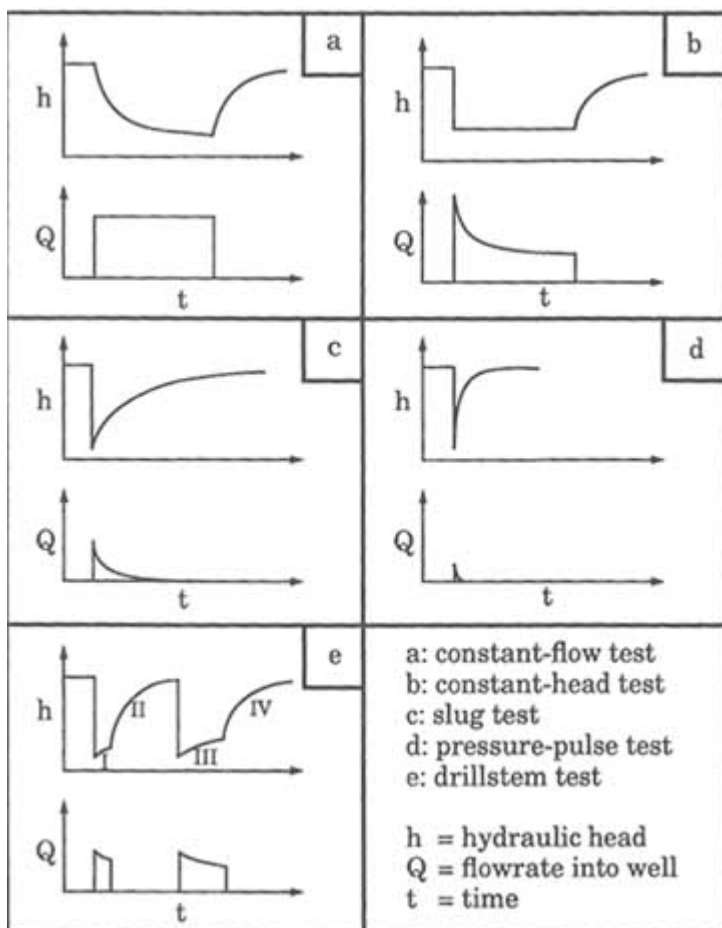 a
h
Q
t
b
h
Q
t
c
h
Q
t
d
h
Q
t
e
h
I
II
III
IV
Q
t
a: constant-flow test
b: constant-head test
c: slug test
d: pressure-pulse test
e: drillstem test
h = hydraulic head
Q = flowrate into well
t = time